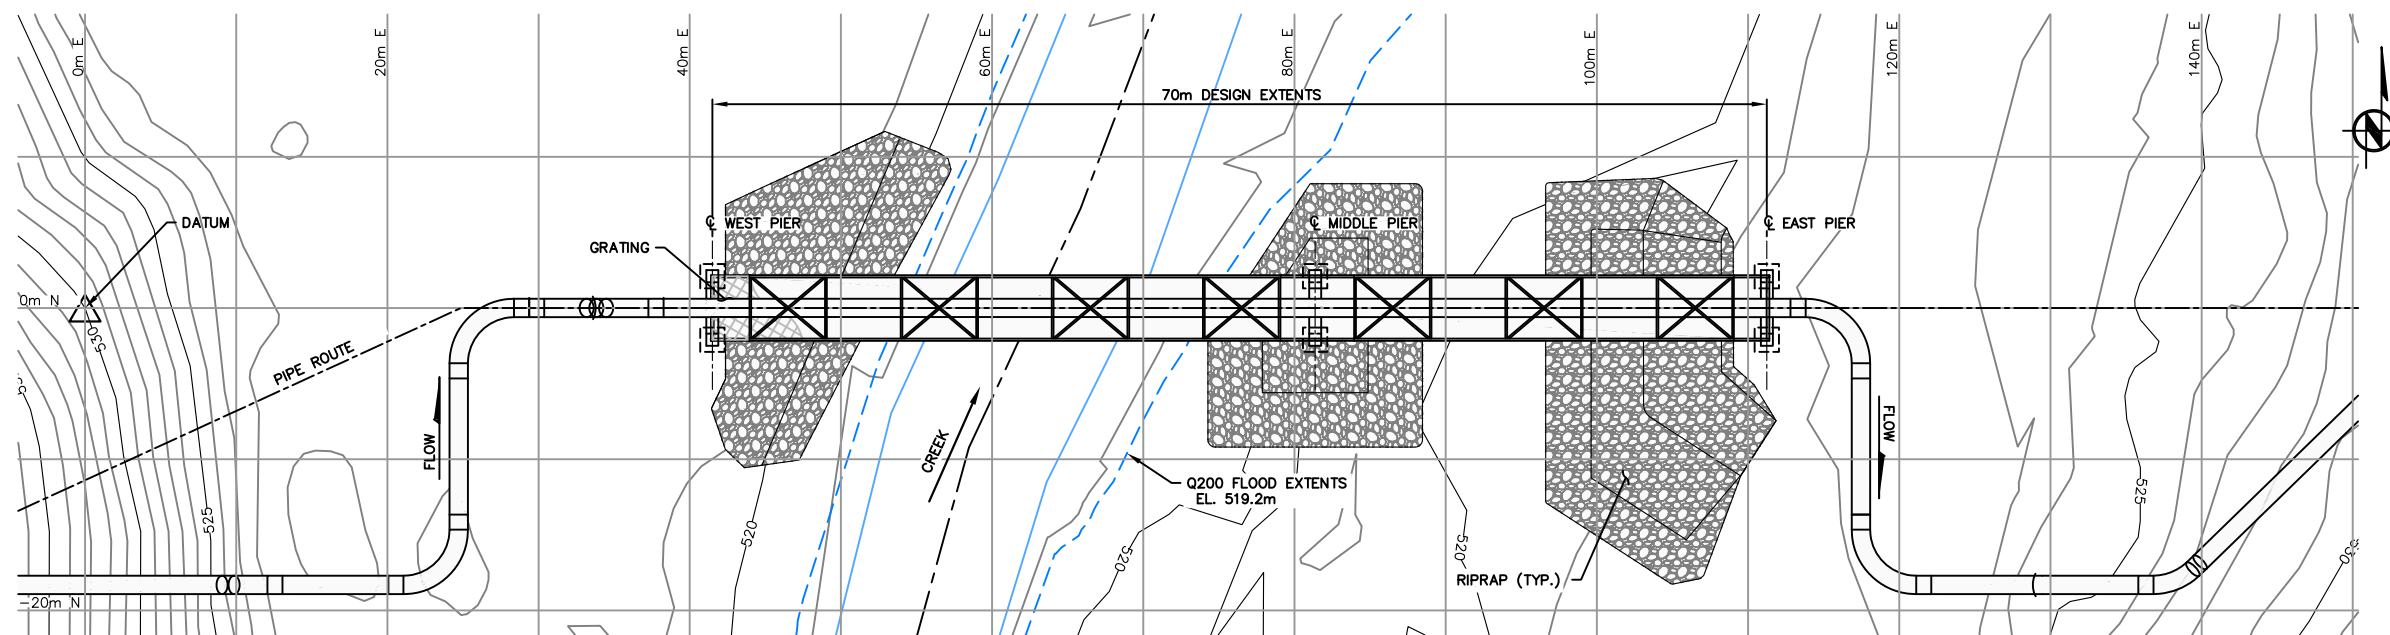 0m E
20m E
40m E
60m E
80m E
100m E
120m E
140m E
70m DESIGN EXTENTS
N
DATUM
GRATING
℄ WEST PIER
℄ MIDDLE PIER
℄ EAST PIER
0m N
530
PIPE ROUTE
FLOW
CREEK
FLOW
Q200 FLOOD EXTENTS
EL. 519.2m
525
520
520
520
525
530
RIPRAP (TYP.)
-20m N